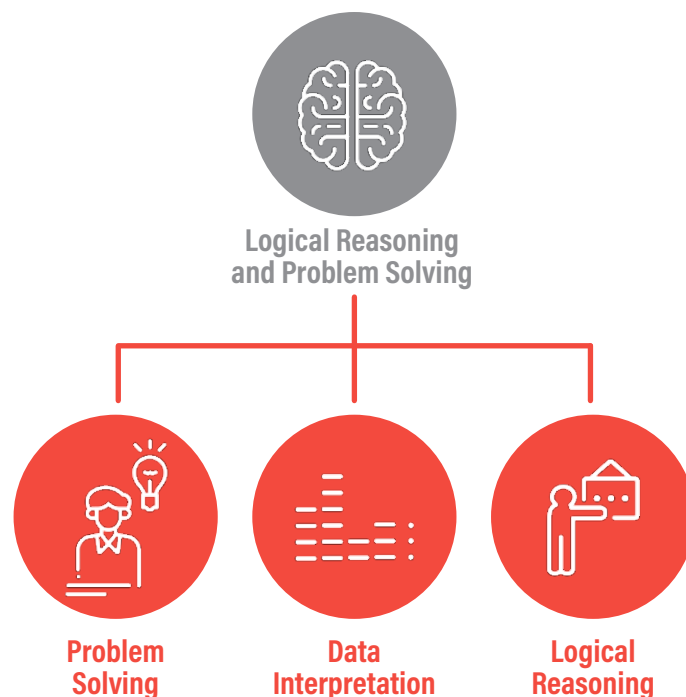 Logical Reasoning
and Problem Solving
Problem
Solving
Data
Interpretation
Logical
Reasoning